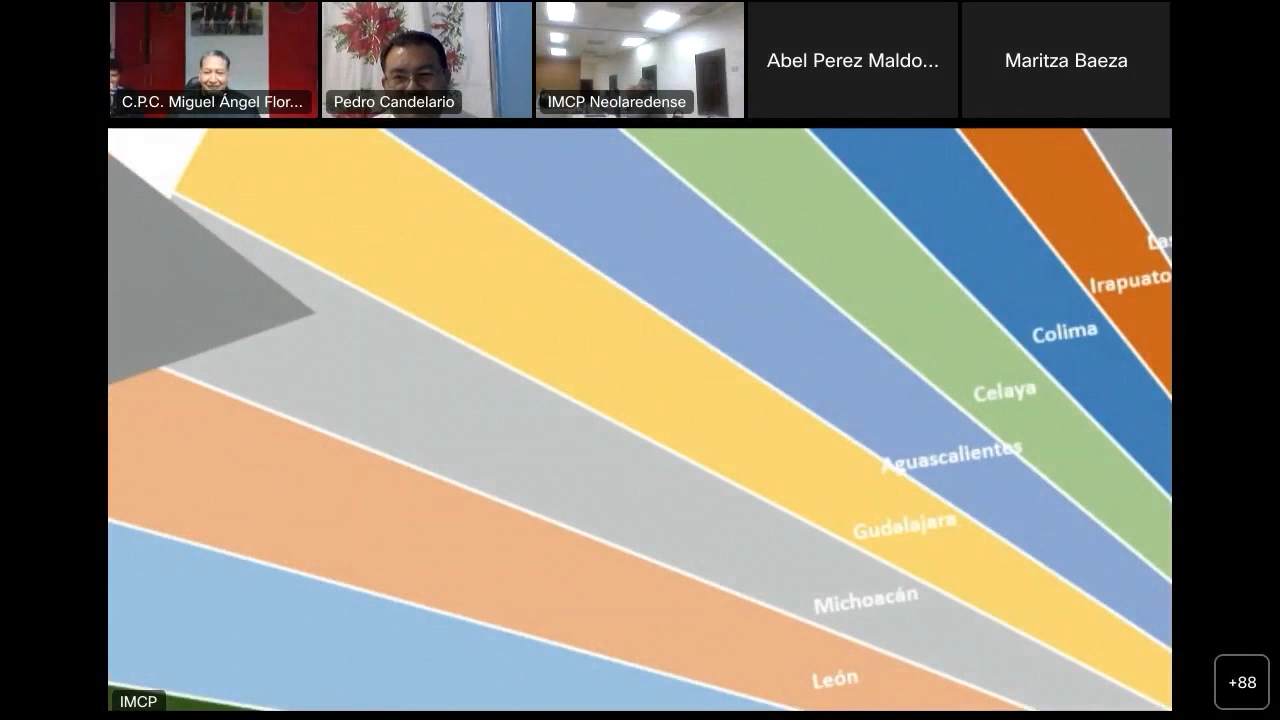 C.P.C. Miguel Ángel Flor...
Pedro Candelario
IMCP Neolaredense
Abel Perez Maldo...
Maritza Baeza
Las
Irapuato
Colima
Celaya
Aguascalientes
Gudalajara
Michoacán
León
IMCP
+88